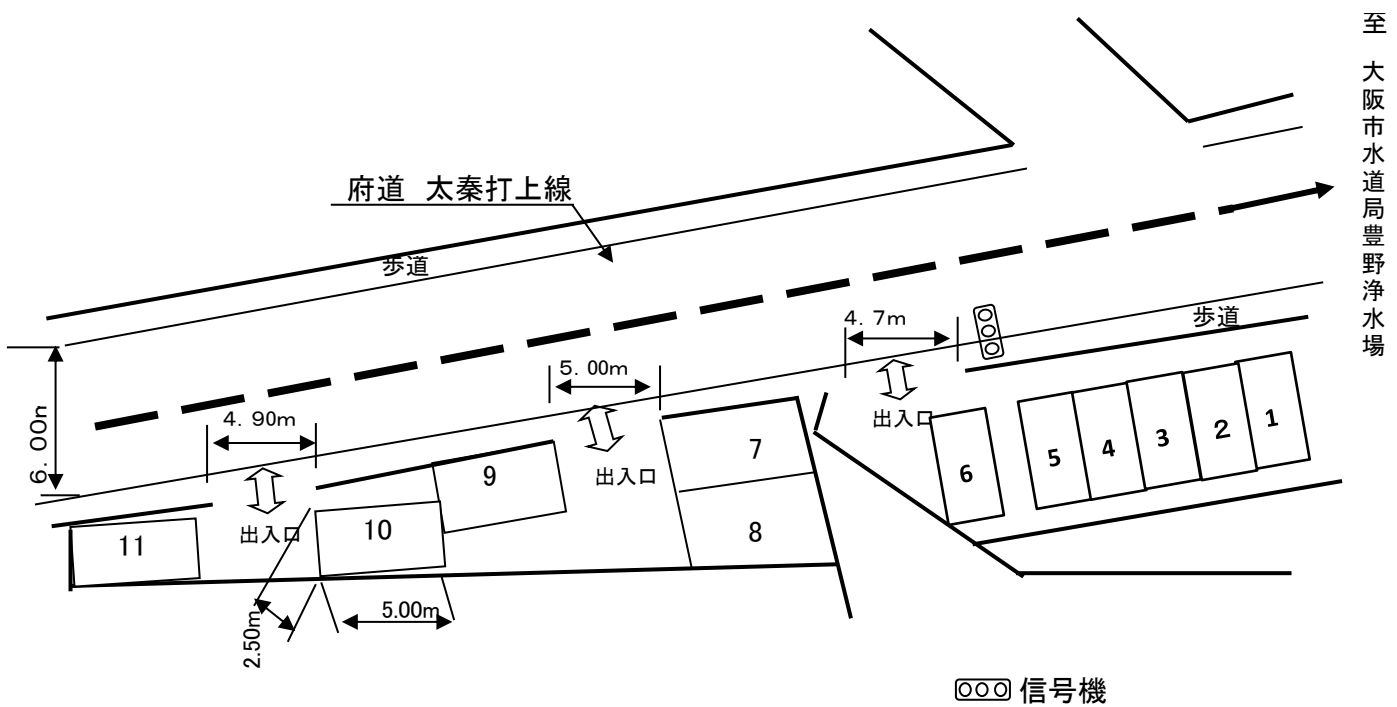 至 大阪市水道局豊野浄水場
府道 太秦打上線
歩道
4.7m
歩道
5.00m
出入口
4.90m
6.00n
出入口
出入口
1
2
3
4
5
6
7
8
9
10
11
2.50m
5.00m
信号機